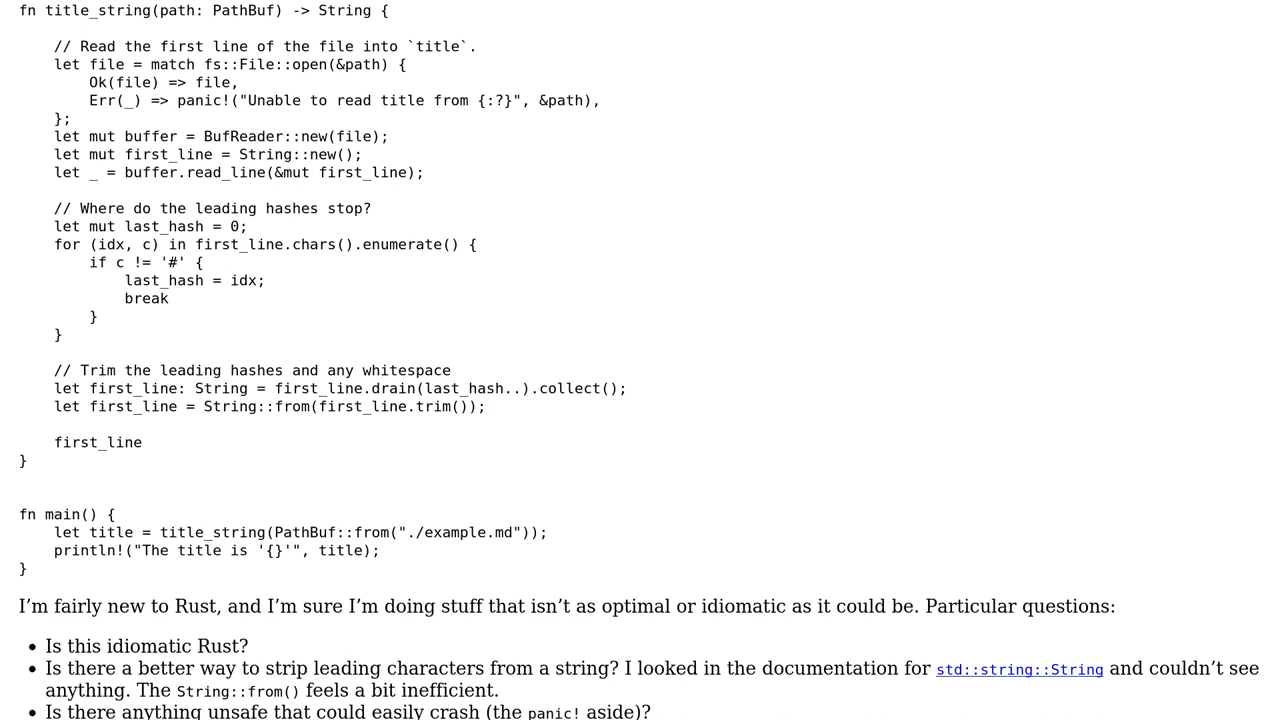 fn title_string(path: PathBuf) -> String {

    // Read the first line of the file into `title`.
    let file = match fs::File::open(&path) {
        Ok(file) => file,
        Err(_) => panic!("Unable to read title from {:?}", &path),
    };
    let mut buffer = BufReader::new(file);
    let mut first_line = String::new();
    let _ = buffer.read_line(&mut first_line);

    // Where do the leading hashes stop?
    let mut last_hash = 0;
    for (idx, c) in first_line.chars().enumerate() {
        if c != '#' {
            last_hash = idx;
            break
        }
    }

    // Trim the leading hashes and any whitespace
    let first_line: String = first_line.drain(last_hash..).collect();
    let first_line = String::from(first_line.trim());

    first_line
}

fn main() {
    let title = title_string(PathBuf::from("./example.md"));
    println!("The title is '{}'", title);
}
I’m fairly new to Rust, and I’m sure I’m doing stuff that isn’t as optimal or idiomatic as it could be. Particular questions:
• Is this idiomatic Rust?
• Is there a better way to strip leading characters from a string? I looked in the documentation for std::string::String and couldn’t see
anything. The String::from() feels a bit inefficient.
• Is there anything unsafe that could easily crash (the panic! aside)?